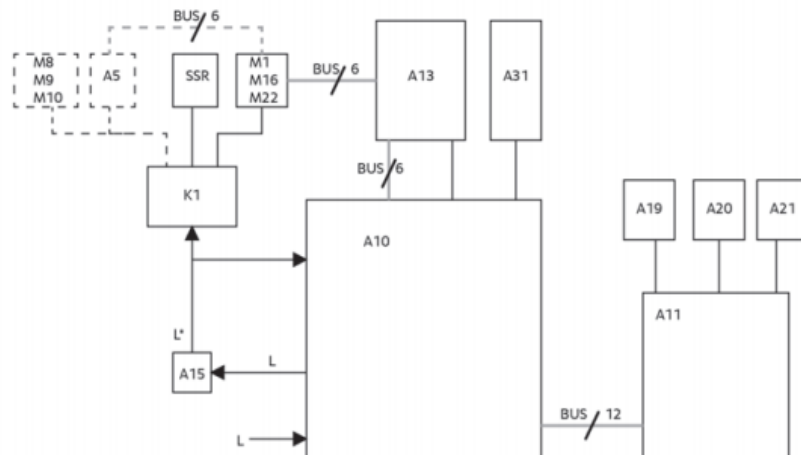 BUS 6
M8
M9
M10
A5
SSR
M1
M16
M22
BUS 6
A13
A31
BUS 6
K1
A10
A19
A20
A21
A11
L*
A15
L
L
BUS 12